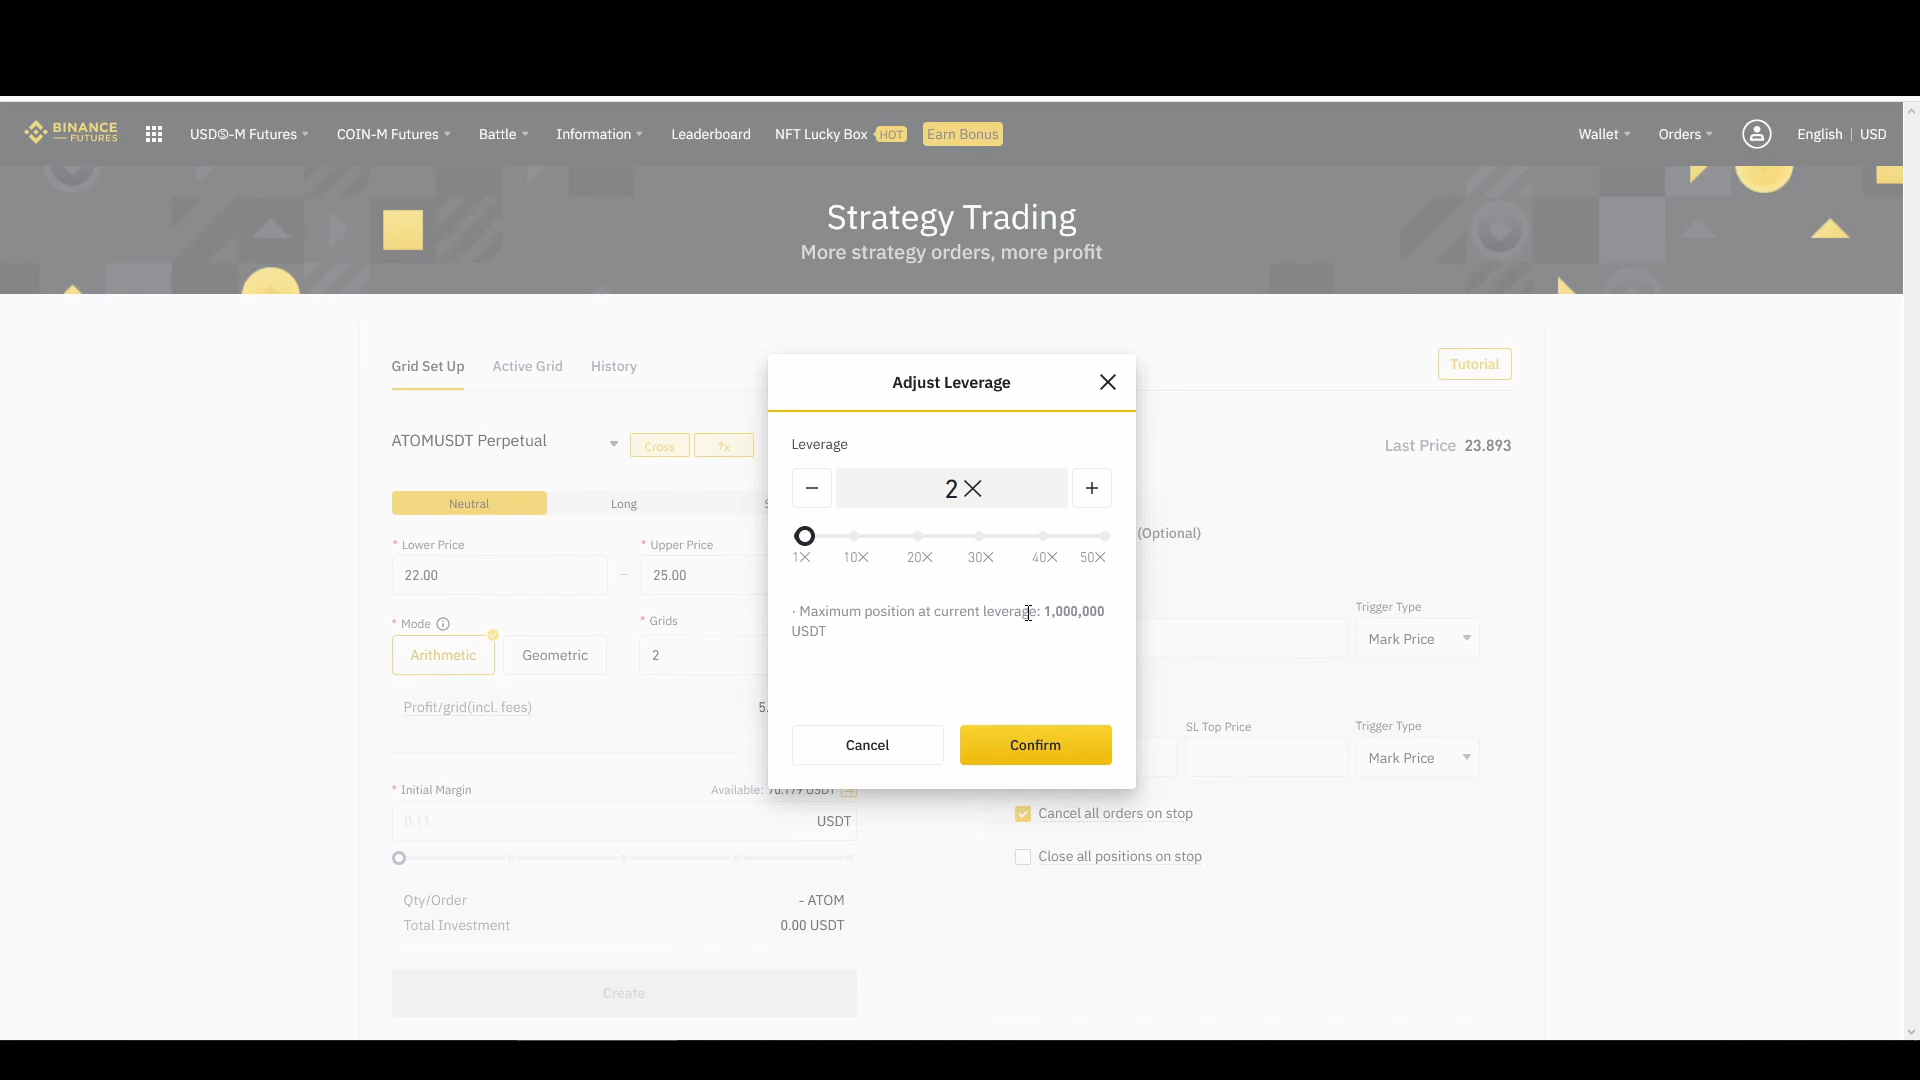 BINANCE
FUTURES
USDⓈ-M Futures
COIN-M Futures
Battle
Information
Leaderboard
NFT Lucky Box HOT
Earn Bonus
Wallet
Orders
English | USD
Strategy Trading
More strategy orders, more profit
Grid Set Up
Active Grid
History
Tutorial
ATOMUSDT Perpetual
Cross
7x
Last Price 23.893
Neutral
Long
* Lower Price
* Upper Price
22.00
–
25.00
* Mode
* Grids
Arithmetic
Geometric
2
Profit/grid(incl. fees)
5.
* Initial Margin
Available: 70.179 USDT
0.11
USDT
Qty/Order
- ATOM
Total Investment
0.00 USDT
Create
Adjust Leverage
Leverage
2X
1X
10X
20X
30X
40X
50X
· Maximum position at current leverage: 1,000,000
USDT
Cancel
Confirm
(Optional)
Trigger Type
Mark Price
SL Top Price
Trigger Type
Mark Price
Cancel all orders on stop
Close all positions on stop